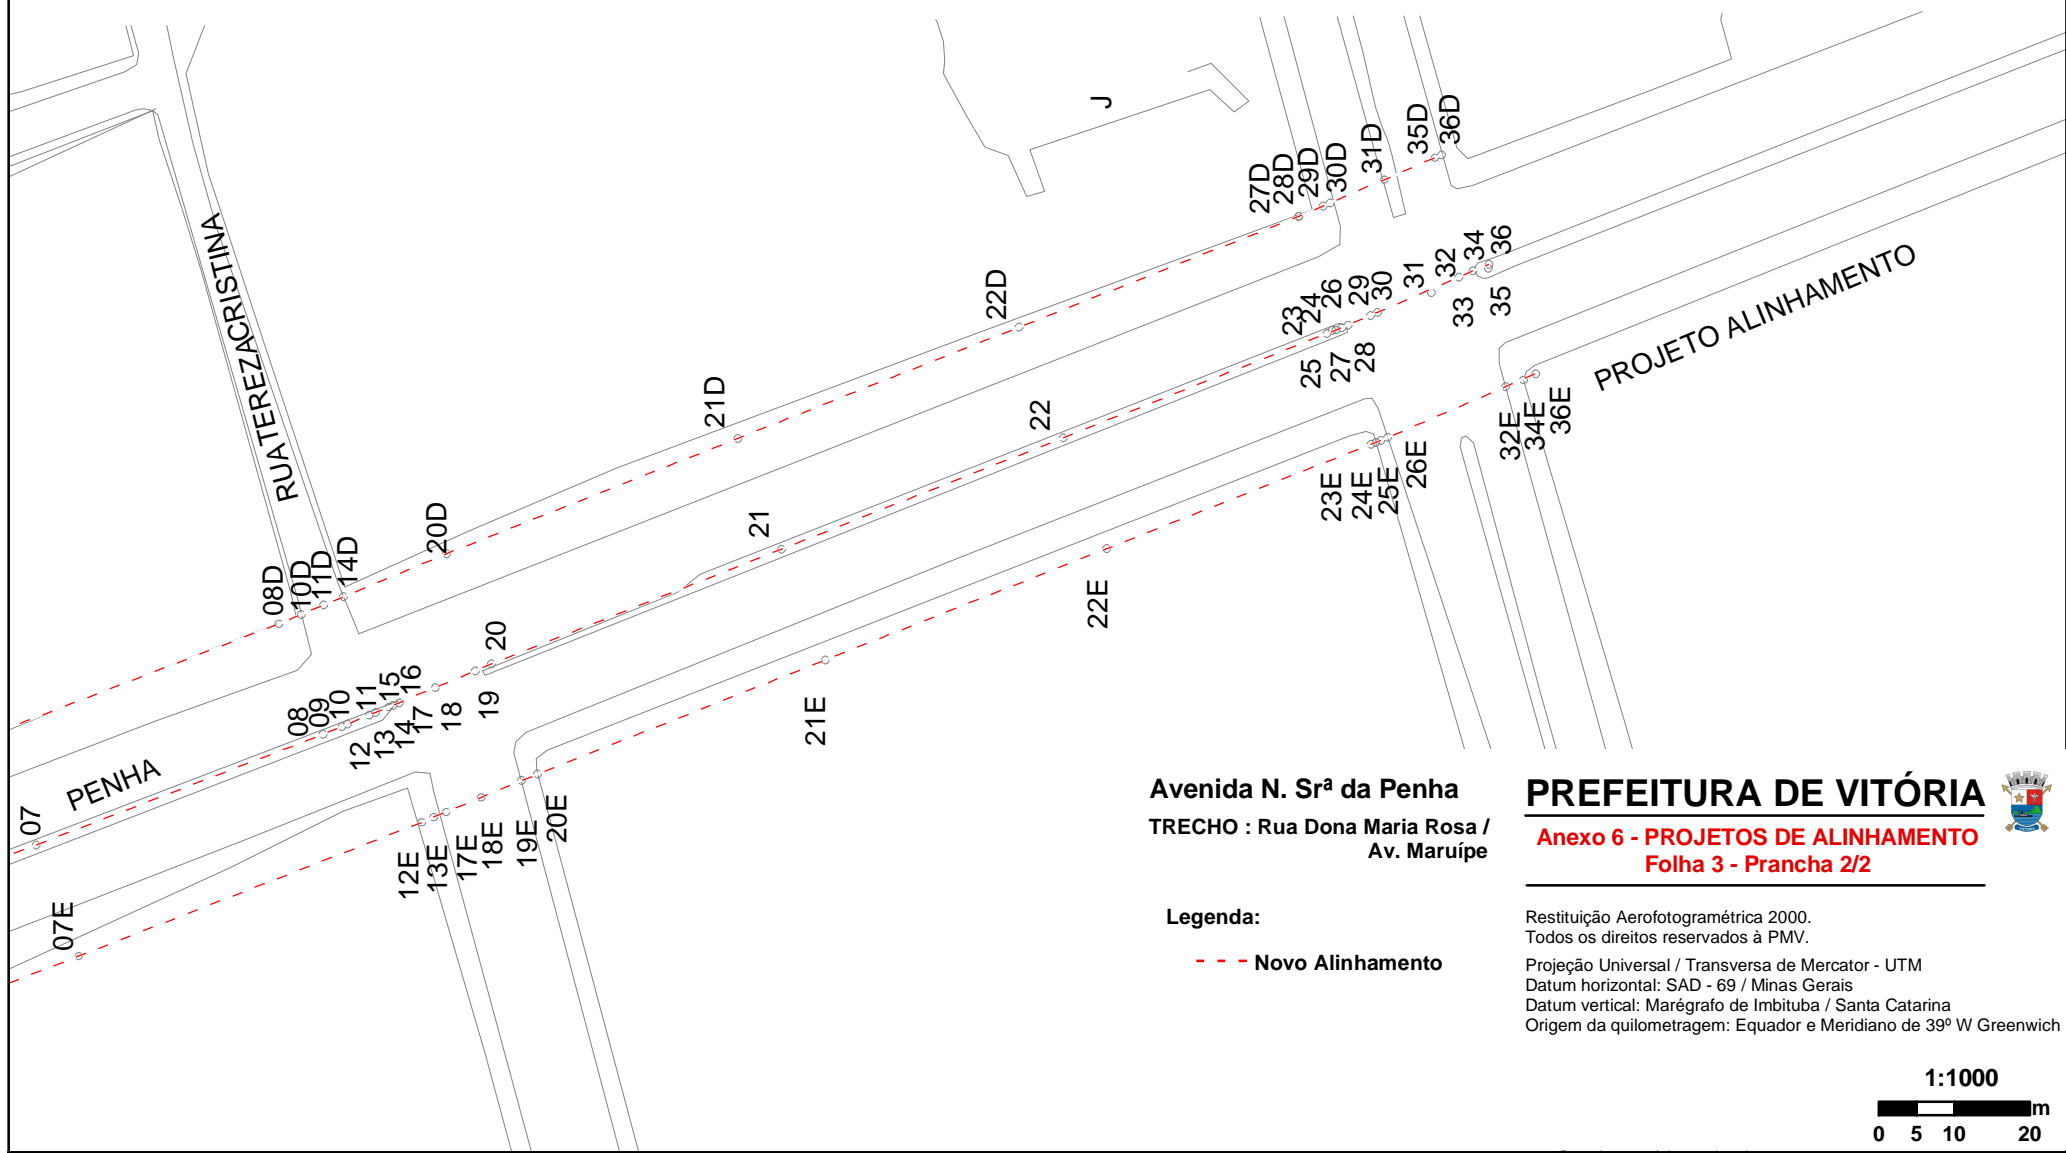 J
RUA TEREZA CRISTINA
08D
10D
11D
14D
20D
21D
22D
27D
28D
29D
30D
31D
35D
36D
07
PENHA
08
09
10
11
15
16
12
13
14
17
18
19
20
21
22
23
24
26
29
30
31
32
34
36
25
27
28
33
35
PROJETO ALINHAMENTO
07E
12E
13E
17E
18E
19E
20E
21E
22E
23E
24E
25E
26E
32E
34E
36E
Avenida N. Srª da Penha
TRECHO : Rua Dona Maria Rosa /
Av. Maruípe
Legenda:
Novo Alinhamento
PREFEITURA DE VITÓRIA
Anexo 6 - PROJETOS DE ALINHAMENTO
Folha 3 - Prancha 2/2
Restituição Aerofotogramétrica 2000.
Todos os direitos reservados à PMV.
Projeção Universal / Transversa de Mercator - UTM
Datum horizontal: SAD - 69 / Minas Gerais
Datum vertical: Marégrafo de Imbituba / Santa Catarina
Origem da quilometragem: Equador e Meridiano de 39º W Greenwich
1:1000
m
0 5 10 20